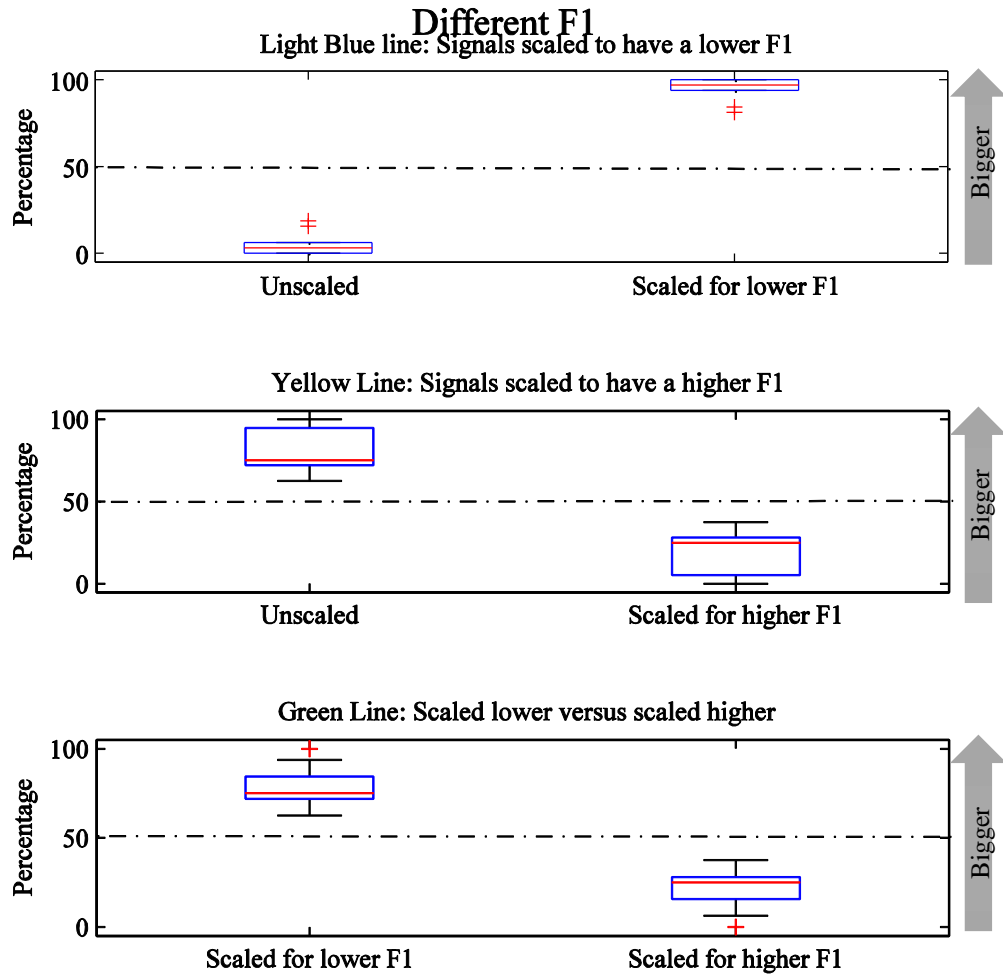 Different F1
Light Blue line: Signals scaled to have a lower F1
100
50
0
Percentage
Bigger
Unscaled
Scaled for lower F1
Yellow Line: Signals scaled to have a higher F1
100
50
0
Percentage
Bigger
Unscaled
Scaled for higher F1
Green Line: Scaled lower versus scaled higher
100
50
0
Percentage
Bigger
Scaled for lower F1
Scaled for higher F1